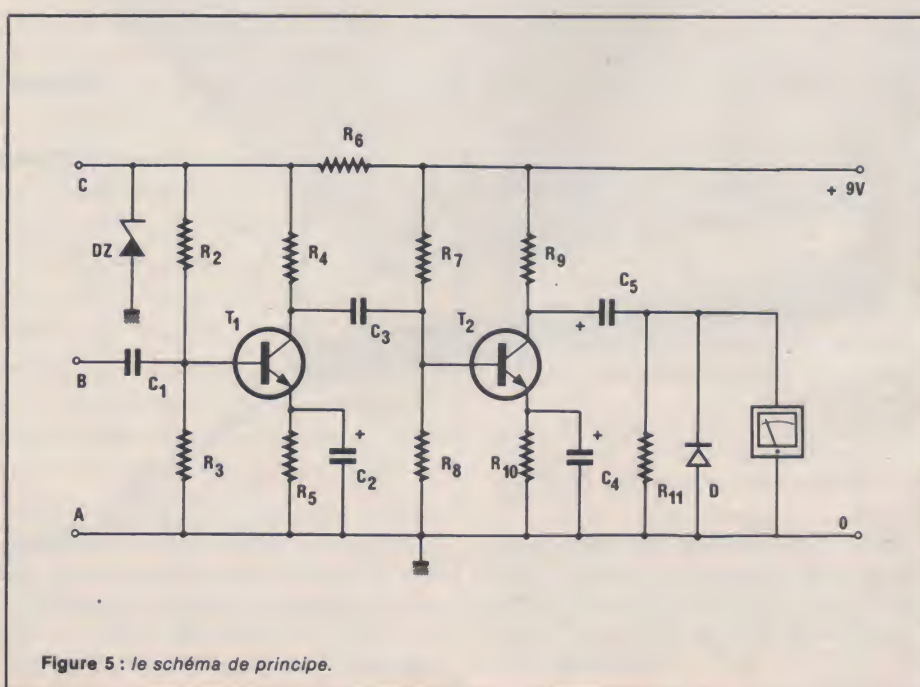 R6
C
+ 9V
DZ
R2
R4
R7
R9
C5
T1
T2
+
C3
B
C1
+
+
R3
R5
C2
R8
R10
C4
R11
D
A
0
Figure 5 : le schéma de principe.